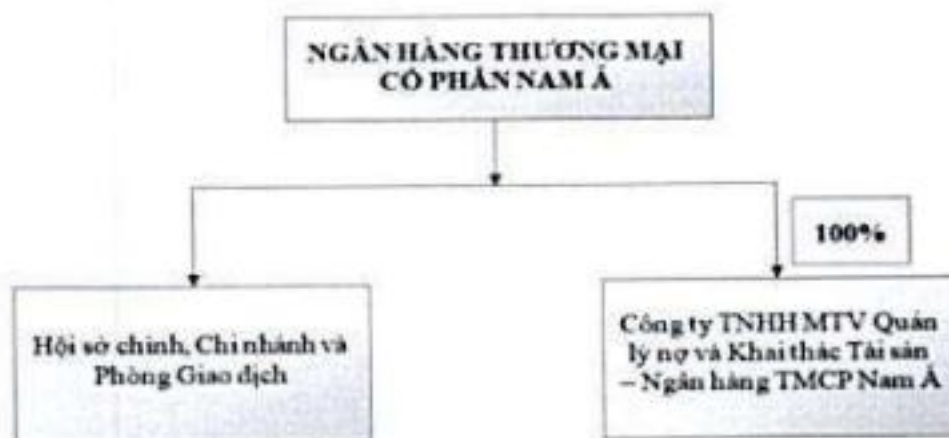 NGÂN HÀNG THƯƠNG MẠI
CỔ PHẦN NAM Á
100%
Hội sở chính, Chi nhánh và
Phòng Giao dịch
Công ty TNHH MTV Quản
lý nợ và Khai thác Tài sản
– Ngân hàng TMCP Nam Á